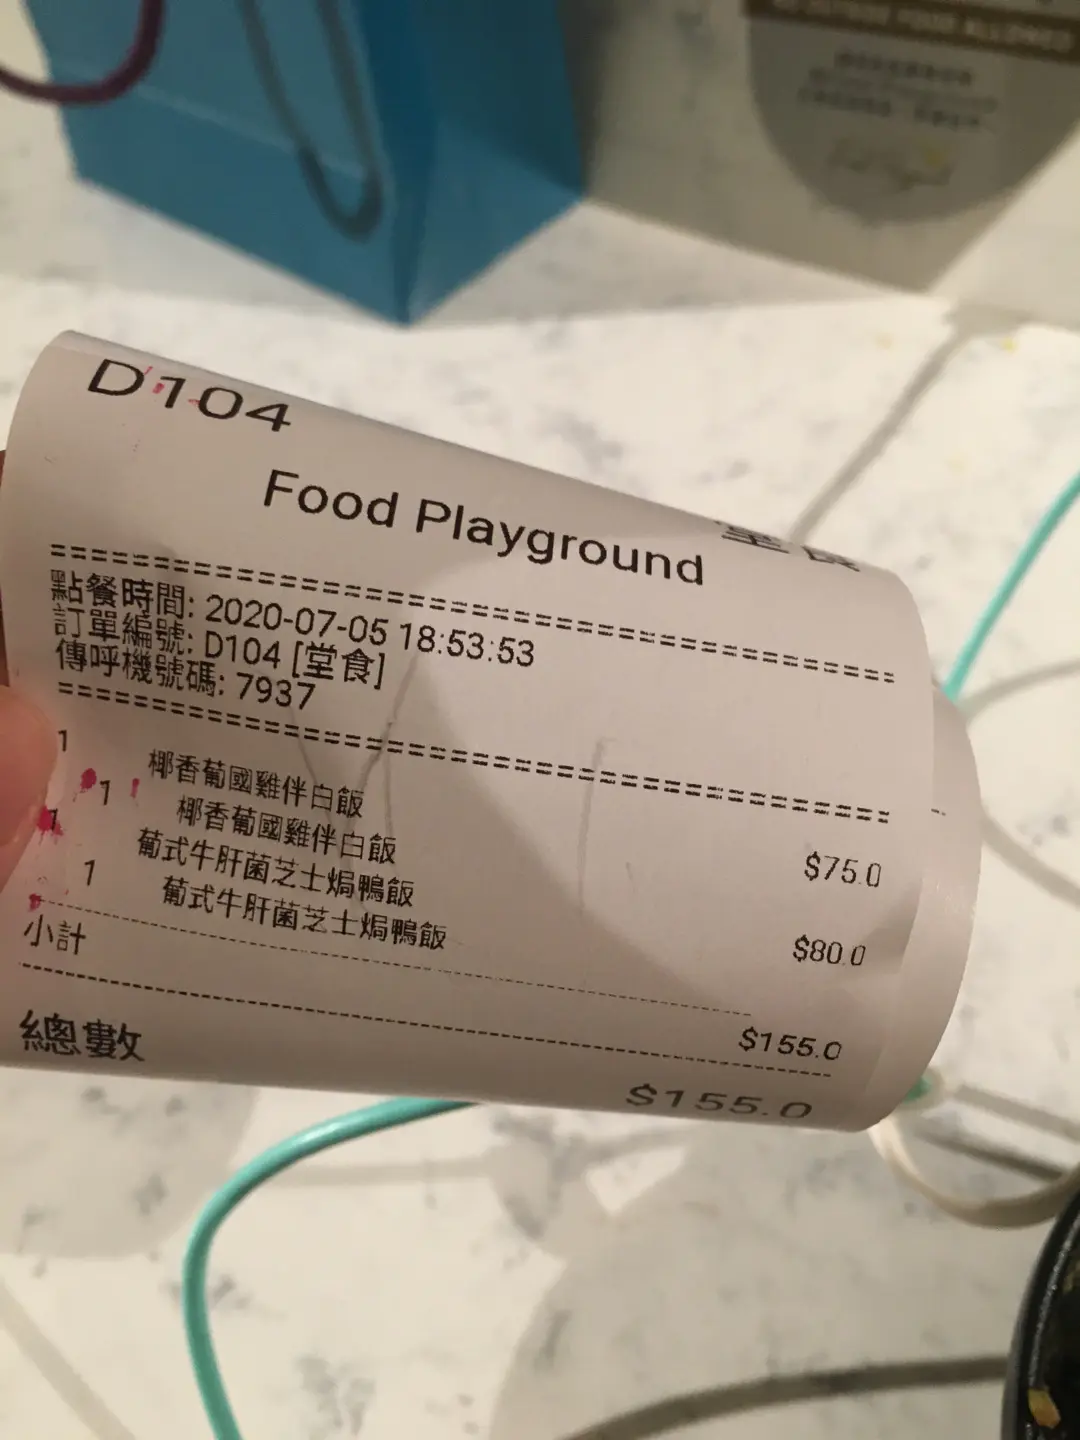 D104
堂食
Food Playground
================================
點餐時間: 2020-07-05 18:53:53
訂單編號: D104 [堂食]
傳呼機號碼: 7937
================================
1 椰香葡國雞伴白飯 $75.0
1 椰香葡國雞伴白飯
1 葡式牛肝菌芝士焗鴨飯 $80.0
1 葡式牛肝菌芝士焗鴨飯
小計 $155.0
總數 $155.0